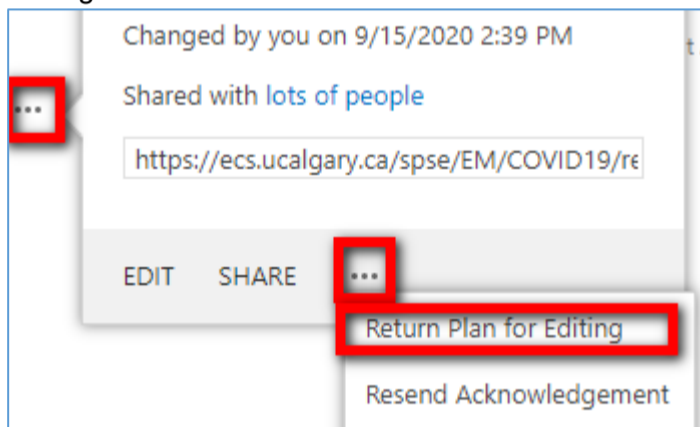 Changed by you on 9/15/2020 2:39 PM
Shared with lots of people
...
https://ecs.ucalgary.ca/spse/EM/COVID19/re
EDIT SHARE ...
Return Plan for Editing
Resend Acknowledgement